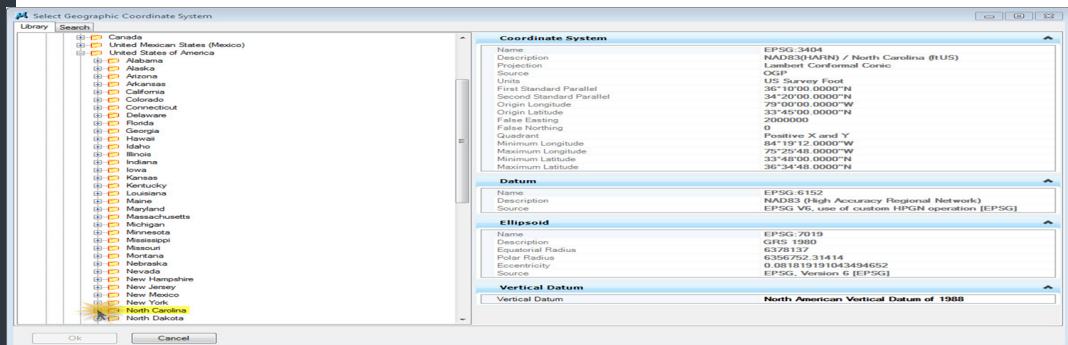 Select Geographic Coordinate System
Library Search
Canada
United Mexican States (Mexico)
United States of America
Alabama
Alaska
Arizona
Arkansas
California
Colorado
Connecticut
Delaware
Florida
Georgia
Hawaii
Idaho
Illinois
Indiana
Iowa
Kansas
Kentucky
Louisiana
Maine
Maryland
Massachusetts
Michigan
Minnesota
Mississippi
Missouri
Montana
Nebraska
Nevada
New Hampshire
New Jersey
New Mexico
New York
North Carolina
North Dakota
Ok Cancel
Coordinate System
Name EPSG:3404
Description NAD83(HARN) / North Carolina (ftUS)
Projection Lambert Conformal Conic
Source OGP
Units US Survey Foot
First Standard Parallel 36°10'00.0000"N
Second Standard Parallel 34°20'00.0000"N
Origin Longitude 79°00'00.0000"W
Origin Latitude 33°45'00.0000"N
False Easting 2000000
False Northing 0
Quadrant Positive X and Y
Minimum Longitude 84°19'12.0000"W
Maximum Longitude 75°25'48.0000"W
Minimum Latitude 33°48'00.0000"N
Maximum Latitude 36°34'48.0000"N
Datum
Name EPSG:6152
Description NAD83 (High Accuracy Regional Network)
Source EPSG V6, use of custom HPGN operation [EPSG]
Ellipsoid
Name EPSG:7019
Description GRS 1980
Equatorial Radius 6378137
Polar Radius 6356752.31414
Eccentricity 0.081819191043494652
Source EPSG, Version 6 [EPSG]
Vertical Datum
Vertical Datum North American Vertical Datum of 1988